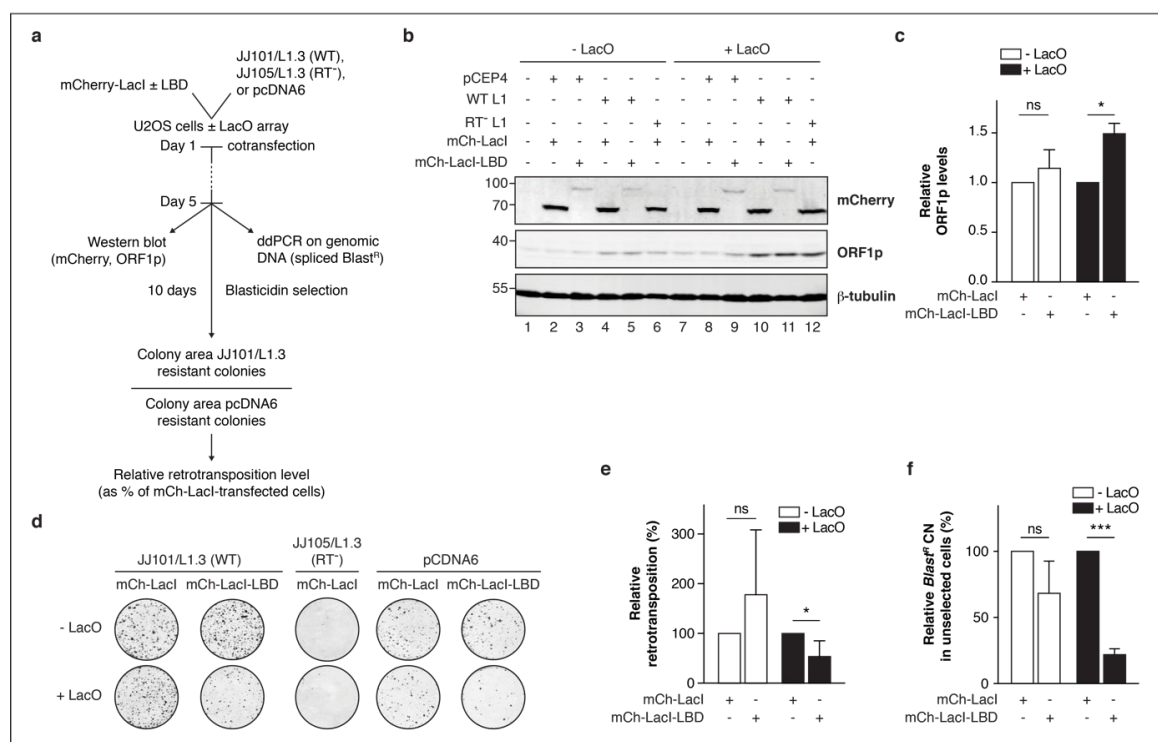 a
mCherry-LacI ± LBD
JJ101/L1.3 (WT),
JJ105/L1.3 (RT⁻),
or pcDNA6
U2OS cells ± LacO array
Day 1 cotransfection
Day 5
Western blot
(mCherry, ORF1p)
ddPCR on genomic
DNA (spliced Blastᴿ)
10 days Blasticidin selection
Colony area JJ101/L1.3
resistant colonies
Colony area pcDNA6
resistant colonies
Relative retrotransposition level
(as % of mCh-LacI-transfected cells)
b
- LacO + LacO
pCEP4 - + + - - - - + + - - -
WT L1 - - - + + - - - - + + -
RT⁻ L1 - - - - - + - - - - - +
mCh-LacI - + - + - + - + - + - +
mCh-LacI-LBD - - + - + - - - + - + -
100
70
mCherry
40
ORF1p
55
β-tubulin
1 2 3 4 5 6 7 8 9 10 11 12
c
- LacO
+ LacO
ns *
Relative
ORF1p levels
1.5
1.0
0.5
0.0
mCh-LacI + - + -
mCh-LacI-LBD - + - +
d
JJ101/L1.3 (WT)
JJ105/L1.3
(RT⁻)
pCDNA6
mCh-LacI mCh-LacI-LBD mCh-LacI mCh-LacI mCh-LacI-LBD
- LacO
+ LacO
e
- LacO
+ LacO
ns *
Relative
retrotransposition (%)
300
200
100
0
mCh-LacI + - + -
mCh-LacI-LBD - + - +
f
- LacO
+ LacO
ns ***
Relative Blastᴿ CN
in unselected cells (%)
100
50
0
mCh-LacI + - + -
mCh-LacI-LBD - + - +